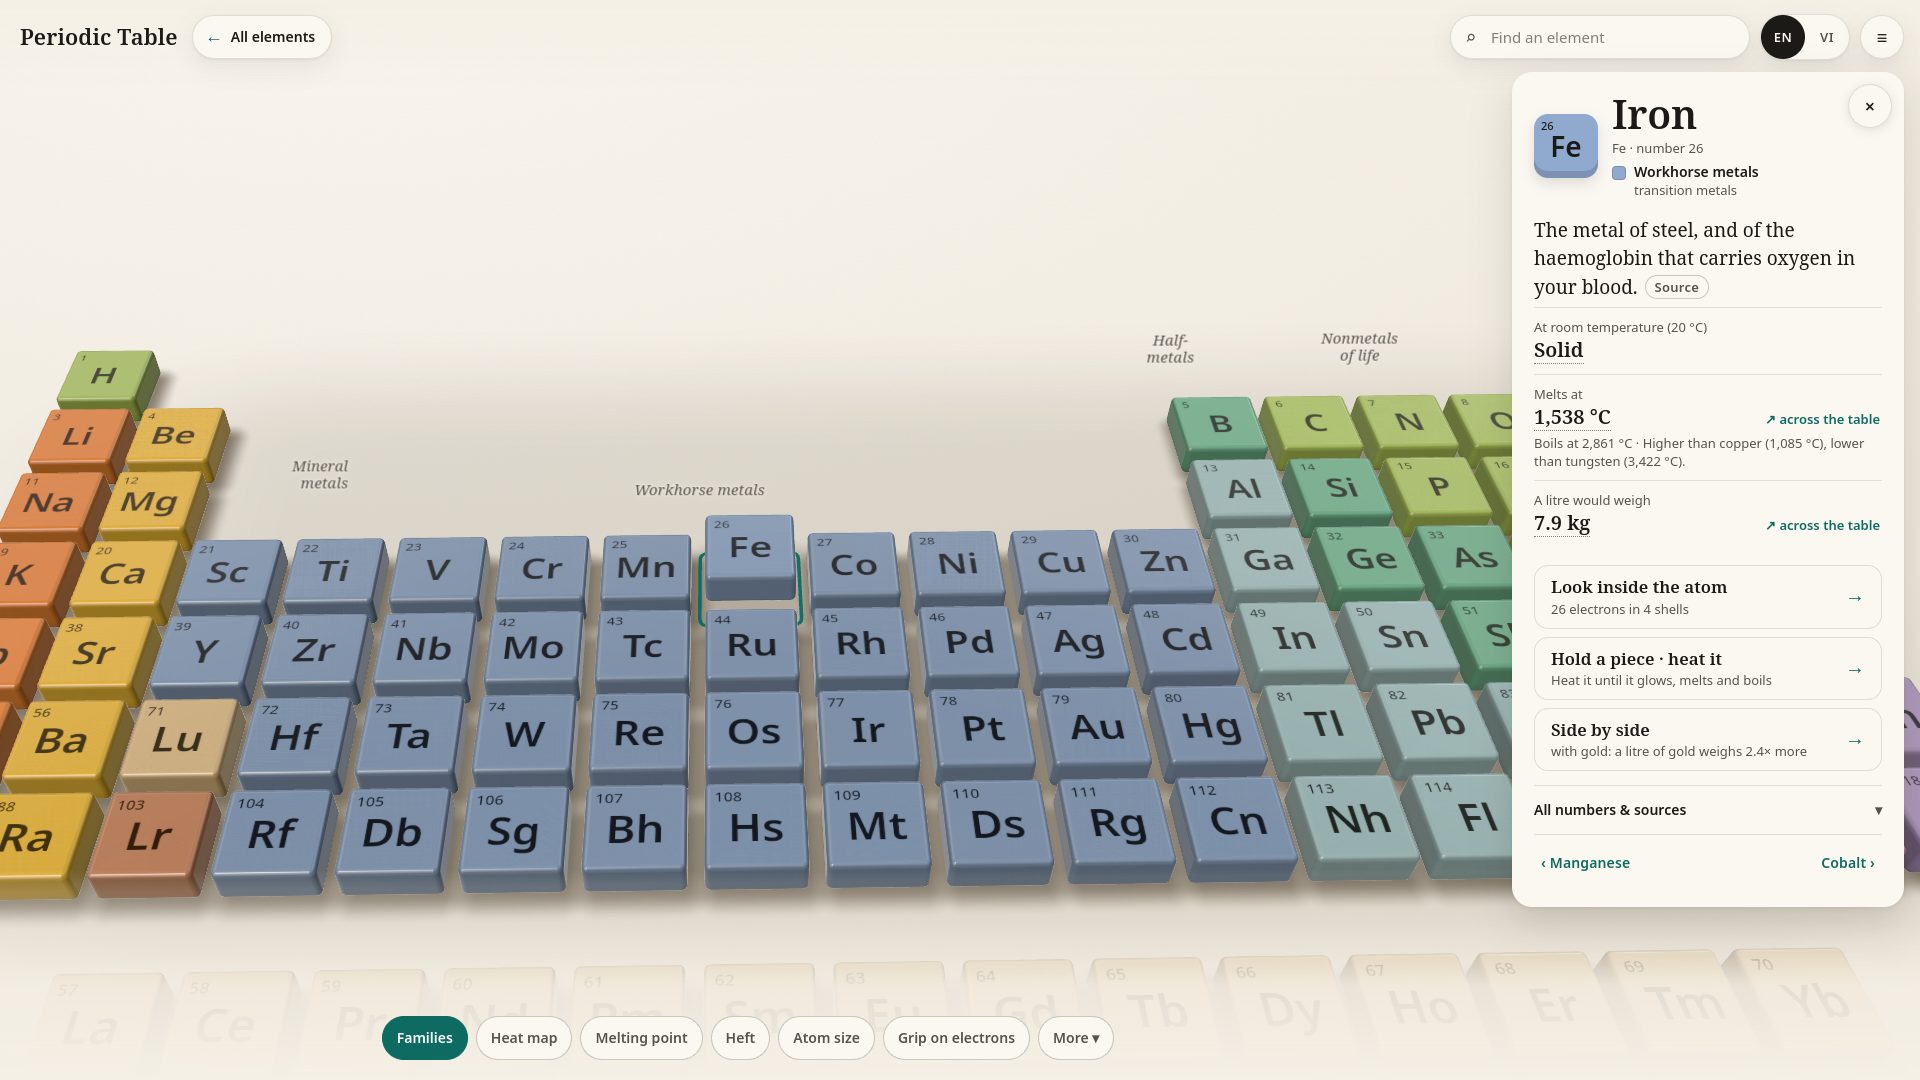 Periodic Table
← All elements
Find an element
EN
VI
≡
×
26
Fe
Iron
Fe · number 26
Workhorse metals
transition metals
The metal of steel, and of the
haemoglobin that carries oxygen in
your blood. Source
At room temperature (20 °C)
Solid
Melts at
1,538 °C
↗ across the table
Boils at 2,861 °C · Higher than copper (1,085 °C), lower
than tungsten (3,422 °C).
A litre would weigh
7.9 kg
↗ across the table
Look inside the atom
26 electrons in 4 shells
→
Hold a piece · heat it
Heat it until it glows, melts and boils
→
Side by side
with gold: a litre of gold weighs 2.4× more
→
All numbers & sources ▾
‹ Manganese
Cobalt ›
Half-
metals
Nonmetals
of life
Mineral
metals
Workhorse metals
1 H
3 Li
4 Be
5 B
6 C
7 N
8 O
11 Na
12 Mg
13 Al
14 Si
15 P
16
9 K
20 Ca
21 Sc
22 Ti
23 V
24 Cr
25 Mn
26 Fe
27 Co
28 Ni
29 Cu
30 Zn
31 Ga
32 Ge
33 As
38 Sr
39 Y
40 Zr
41 Nb
42 Mo
43 Tc
44 Ru
45 Rh
46 Pd
47 Ag
48 Cd
49 In
50 Sn
51
56 Ba
71 Lu
72 Hf
73 Ta
74 W
75 Re
76 Os
77 Ir
78 Pt
79 Au
80 Hg
81 Tl
82 Pb
88 Ra
103 Lr
104 Rf
105 Db
106 Sg
107 Bh
108 Hs
109 Mt
110 Ds
111 Rg
112 Cn
113 Nh
114 Fl
57 La
58 Ce
59 Pr
60 Nd
61 Pm
62 Sm
63 Eu
64 Gd
65 Tb
66 Dy
67 Ho
68 Er
69 Tm
70 Yb
Families
Heat map
Melting point
Heft
Atom size
Grip on electrons
More ▾